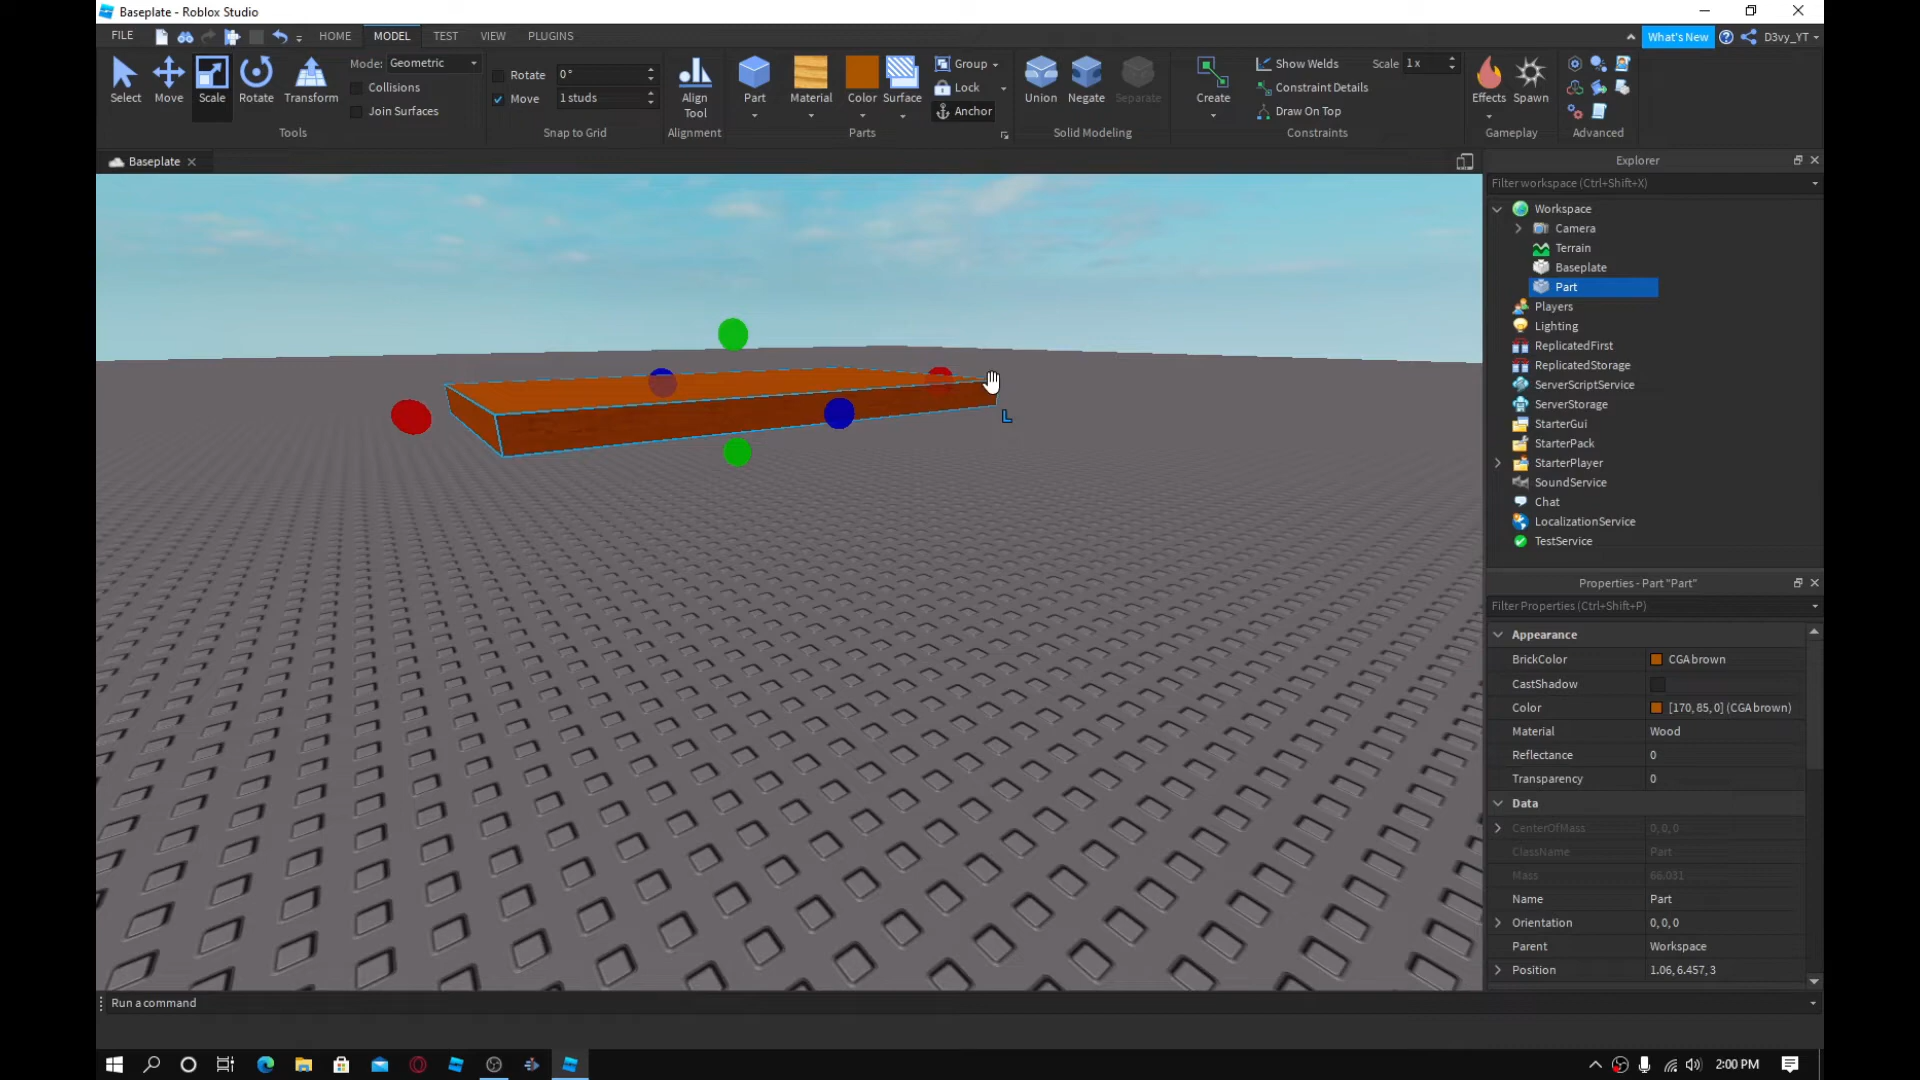 Baseplate - Roblox Studio
FILE HOME MODEL TEST VIEW PLUGINS What's New D3vy_YT
Select Move Scale Rotate Transform
Mode: Geometric
Collisions
Join Surfaces
Tools
Rotate 0°
Move 1 studs
Snap to Grid
Align Tool
Alignment
Part Material Color Surface
Group
Lock
Anchor
Parts
Union Negate Separate
Solid Modeling
Create
Show Welds Scale 1 x
Constraint Details
Draw On Top
Constraints
Effects Spawn
Gameplay
Advanced
Baseplate
L
Explorer
Filter workspace (Ctrl+Shift+X)
Workspace
Camera
Terrain
Baseplate
Part
Players
Lighting
ReplicatedFirst
ReplicatedStorage
ServerScriptService
ServerStorage
StarterGui
StarterPack
StarterPlayer
SoundService
Chat
LocalizationService
TestService
Properties - Part "Part"
Filter Properties (Ctrl+Shift+P)
Appearance
BrickColor CGA brown
CastShadow
Color [170, 85, 0] (CGA brown)
Material Wood
Reflectance 0
Transparency 0
Data
CenterOfMass 0, 0, 0
ClassName Part
Mass 66.031
Name Part
Orientation 0, 0, 0
Parent Workspace
Position 1.06, 6.457, 3
Run a command
2:00 PM